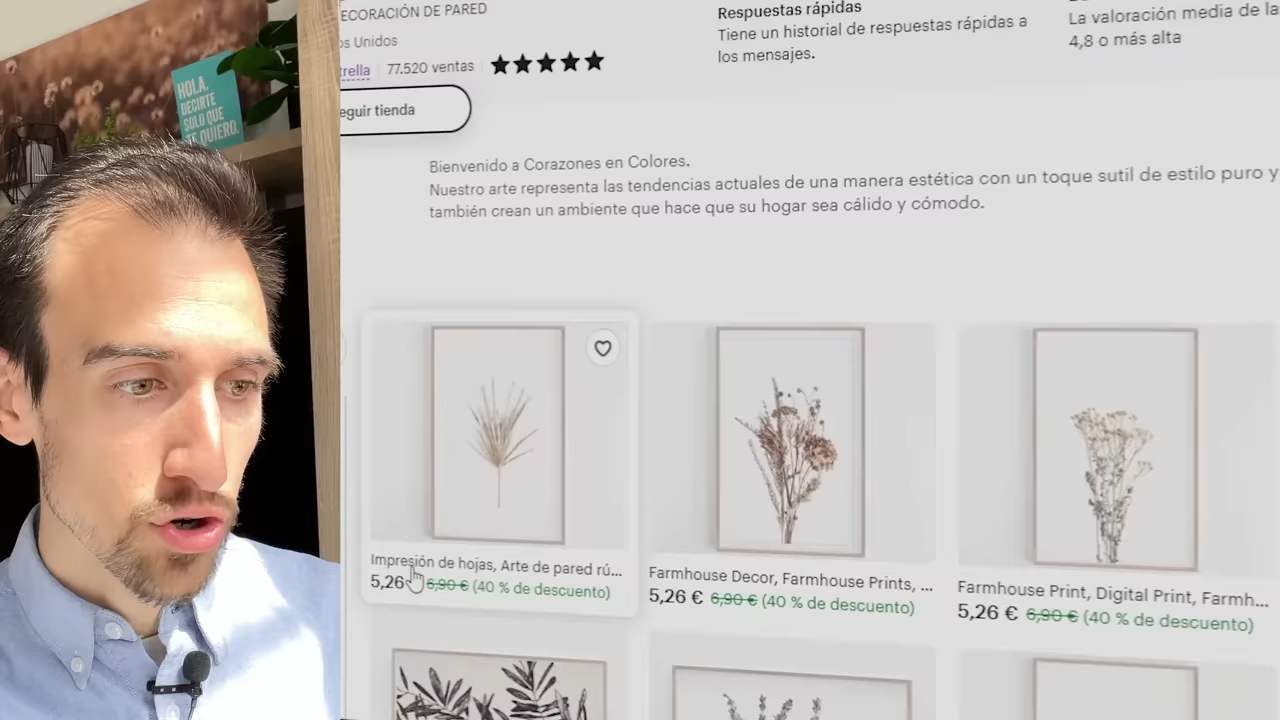 HOLA,
DECIRTE
SÓLO QUE
TE QUIERO.
ECORACIÓN DE PARED
os Unidos
trella
77.520 ventas
eguir tienda
Respuestas rápidas
Tiene un historial de respuestas rápidas a
los mensajes.
La valoración media de la
4,8 o más alta
Bienvenido a Corazones en Colores.
Nuestro arte representa las tendencias actuales de una manera estética con un toque sutil de estilo puro y
también crean un ambiente que hace que su hogar sea cálido y cómodo.
Impresión de hojas, Arte de pared rú...
5,26 6,90 € (40 % de descuento)
Farmhouse Decor, Farmhouse Prints, ...
5,26 € 6,90 € (40 % de descuento)
Farmhouse Print, Digital Print, Farmh...
5,26 € 6,90 € (40 % de descuento)